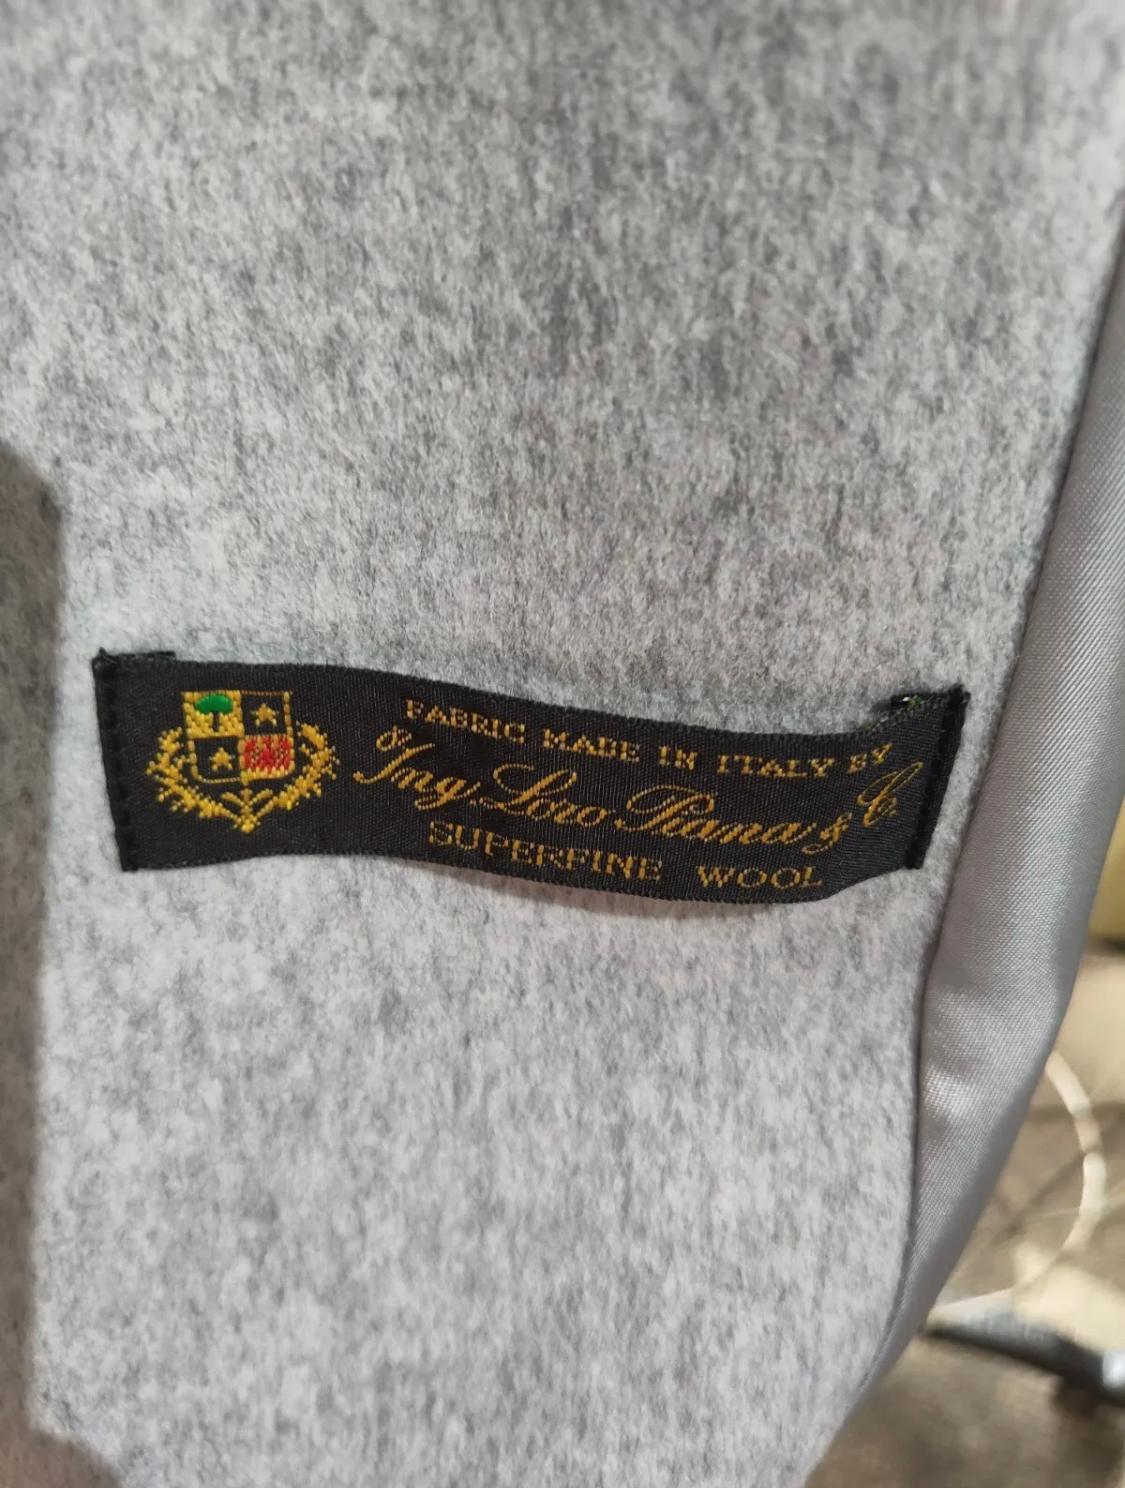 FABRIC MADE IN ITALY BY
Ing. Loro Piana & C.
SUPERFINE WOOL